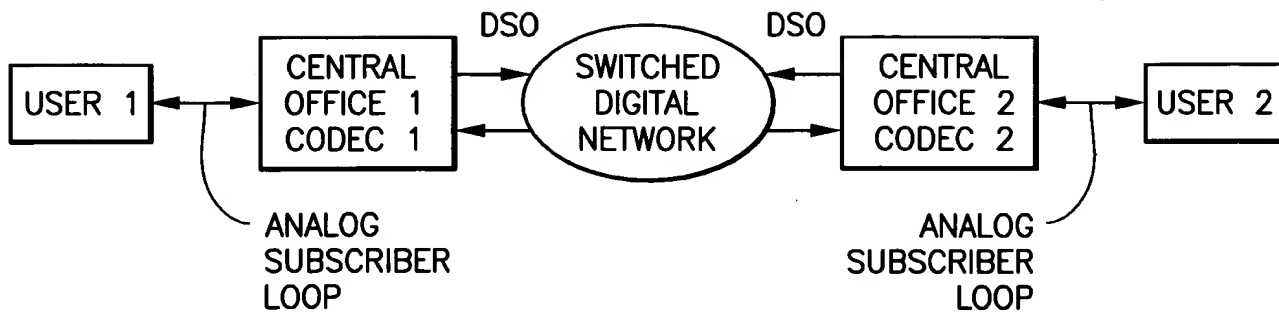 DSO
DSO
USER 1
CENTRAL
OFFICE 1
CODEC 1
SWITCHED
DIGITAL
NETWORK
CENTRAL
OFFICE 2
CODEC 2
USER 2
ANALOG
SUBSCRIBER
LOOP
ANALOG
SUBSCRIBER
LOOP